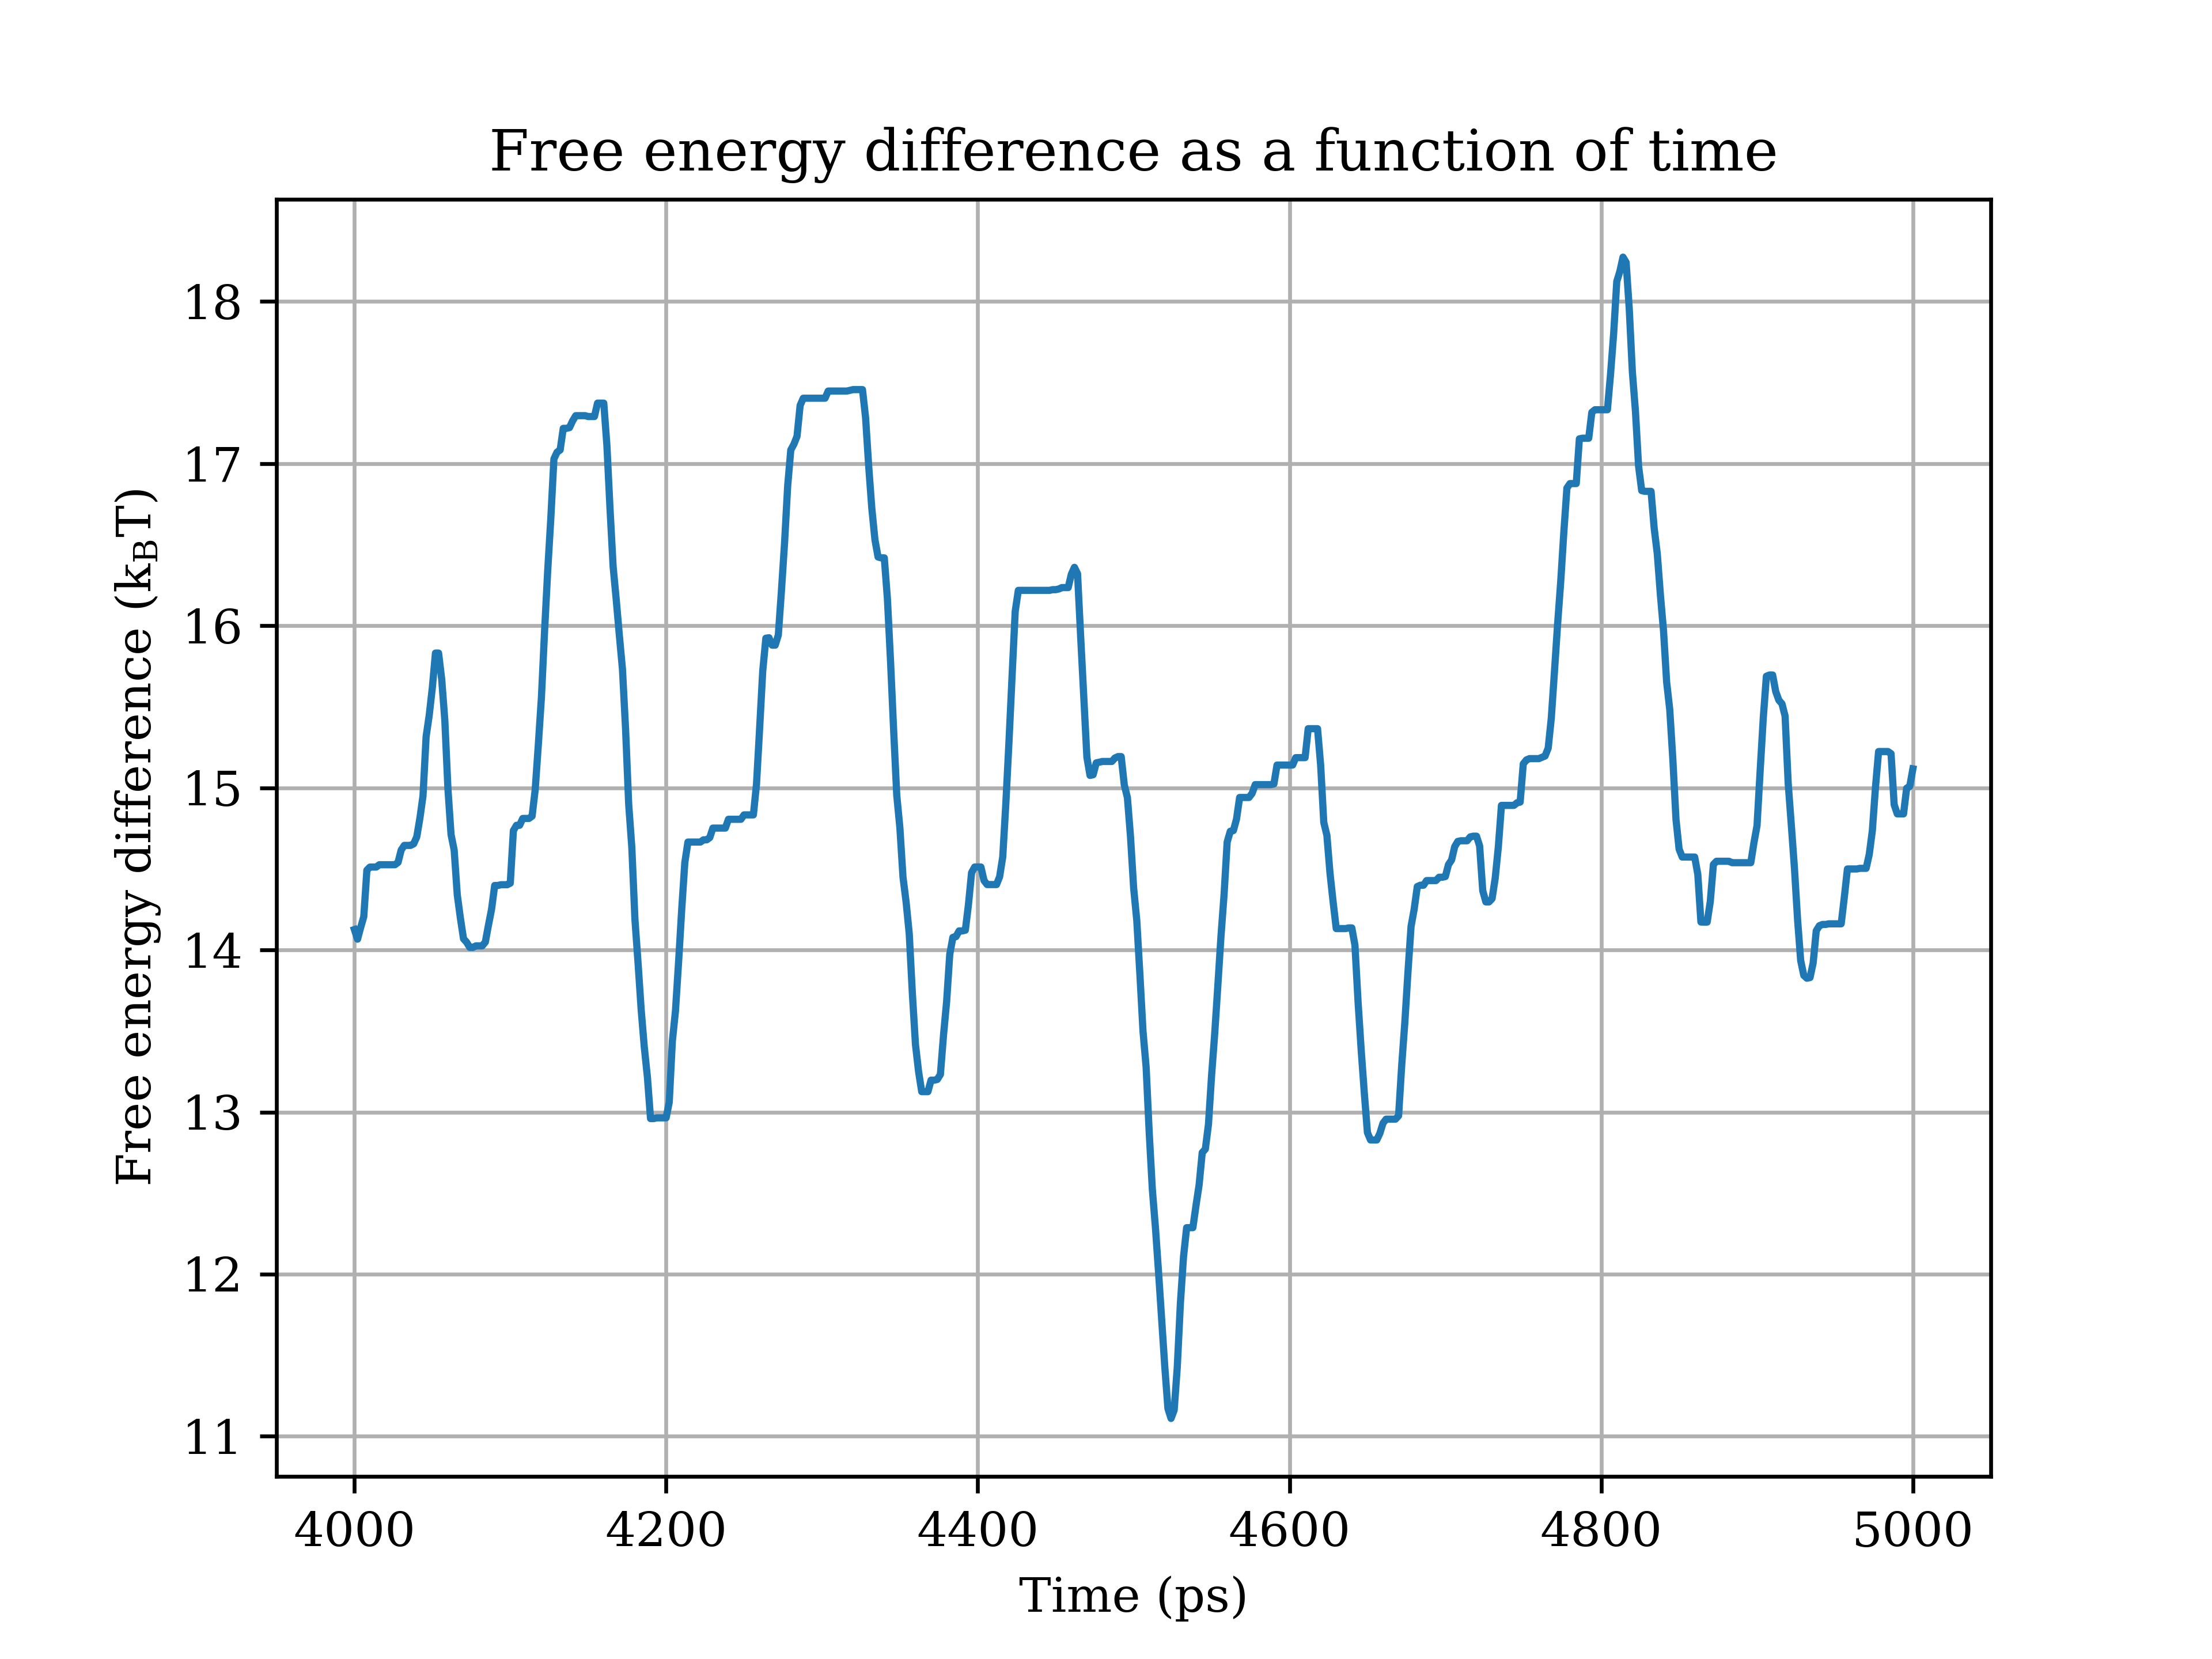 Free energy difference as a function of time
Free energy difference (k_BT)
18
17
16
15
14
13
12
11
4000 4200 4400 4600 4800 5000
Time (ps)